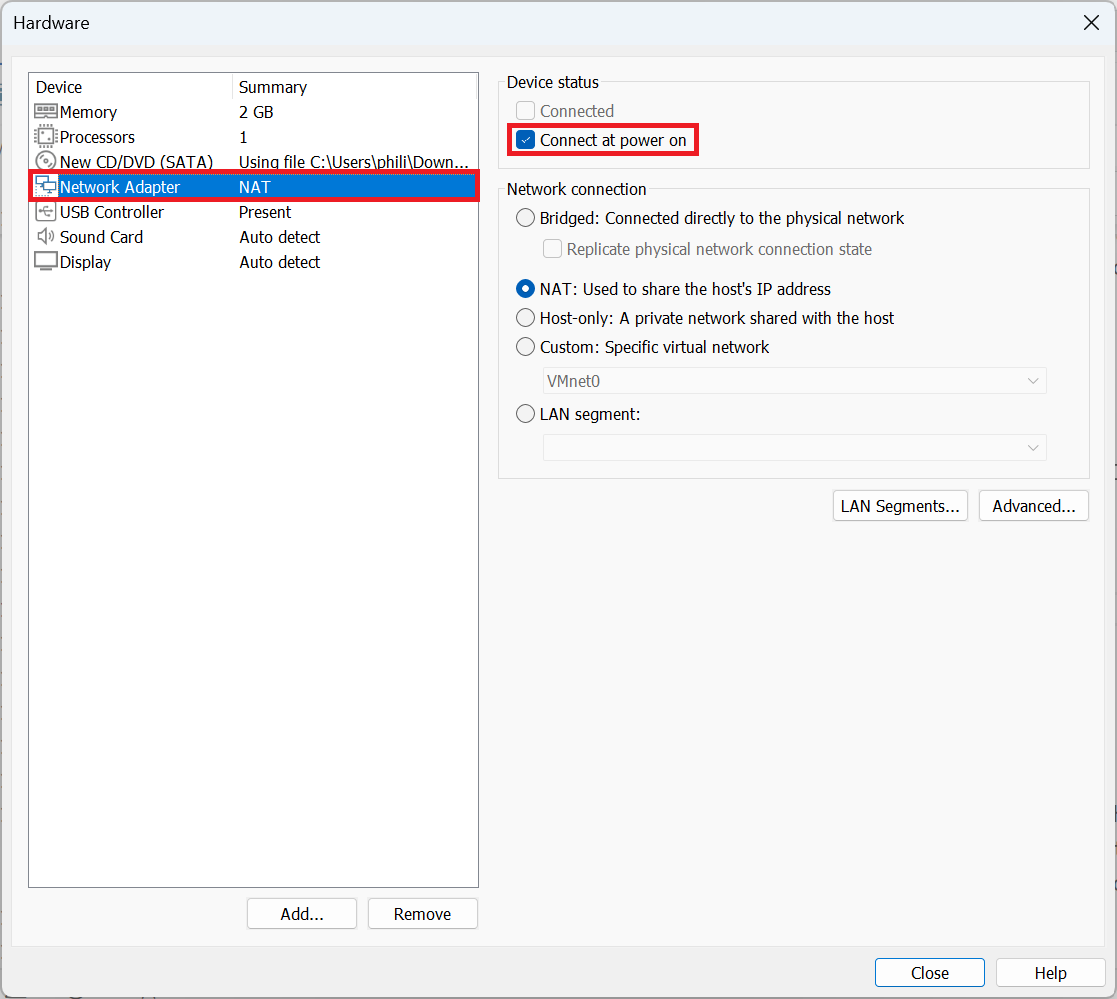 Hardware
Device Summary
Memory 2 GB
Processors 1
New CD/DVD (SATA) Using file C:\Users\phili\Down...
Network Adapter NAT
USB Controller Present
Sound Card Auto detect
Display Auto detect
Add... Remove
Device status
Connected
Connect at power on
Network connection
Bridged: Connected directly to the physical network
Replicate physical network connection state
NAT: Used to share the host's IP address
Host-only: A private network shared with the host
Custom: Specific virtual network
VMnet0
LAN segment:
LAN Segments... Advanced...
Close Help